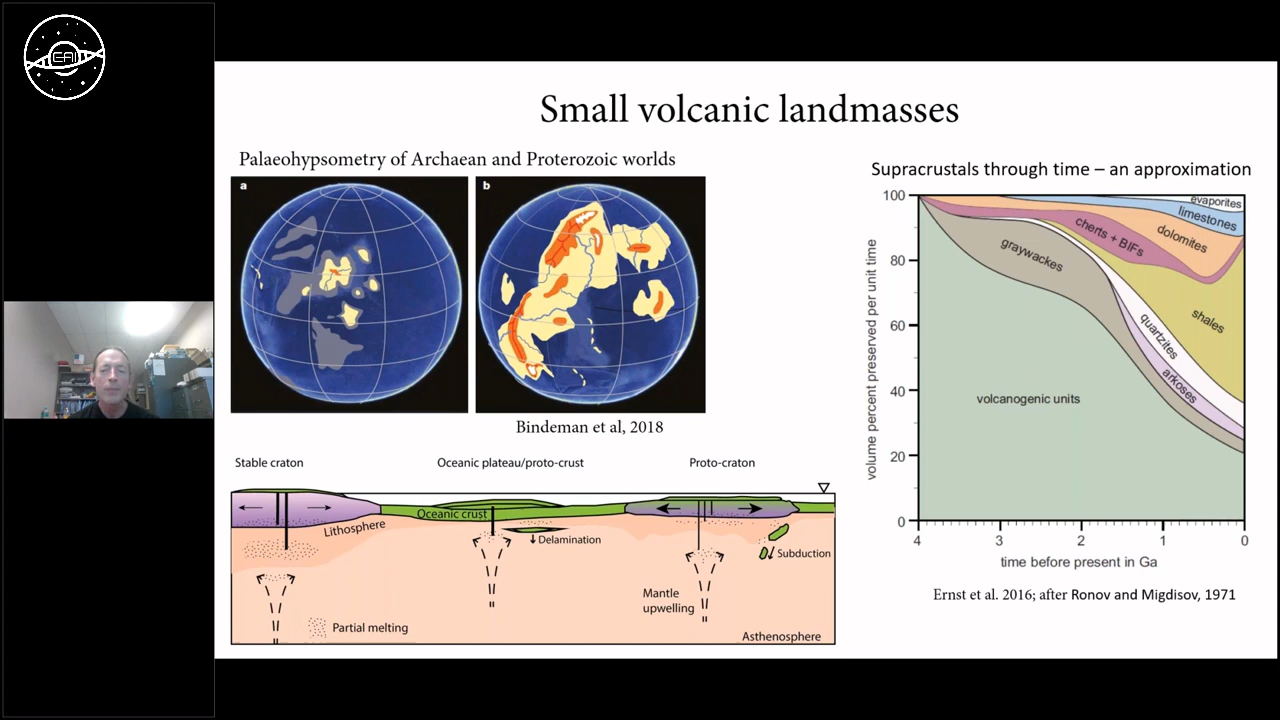 EAI
Small volcanic landmasses
Palaeohypsometry of Archaean and Proterozoic worlds
a
b
Bindeman et al, 2018
Stable craton
Oceanic plateau/proto-crust
Proto-craton
Oceanic crust
Lithosphere
Delamination
Subduction
Mantle
upwelling
Partial melting
Asthenosphere
Supracrustals through time – an approximation
volume percent preserved per unit time
100
80
60
40
20
0
evaporites
limestones
dolomites
cherts + BIFs
graywackes
shales
quartzites
arkoses
volcanogenic units
4
3
2
1
0
time before present in Ga
Ernst et al. 2016; after Ronov and Migdisov, 1971